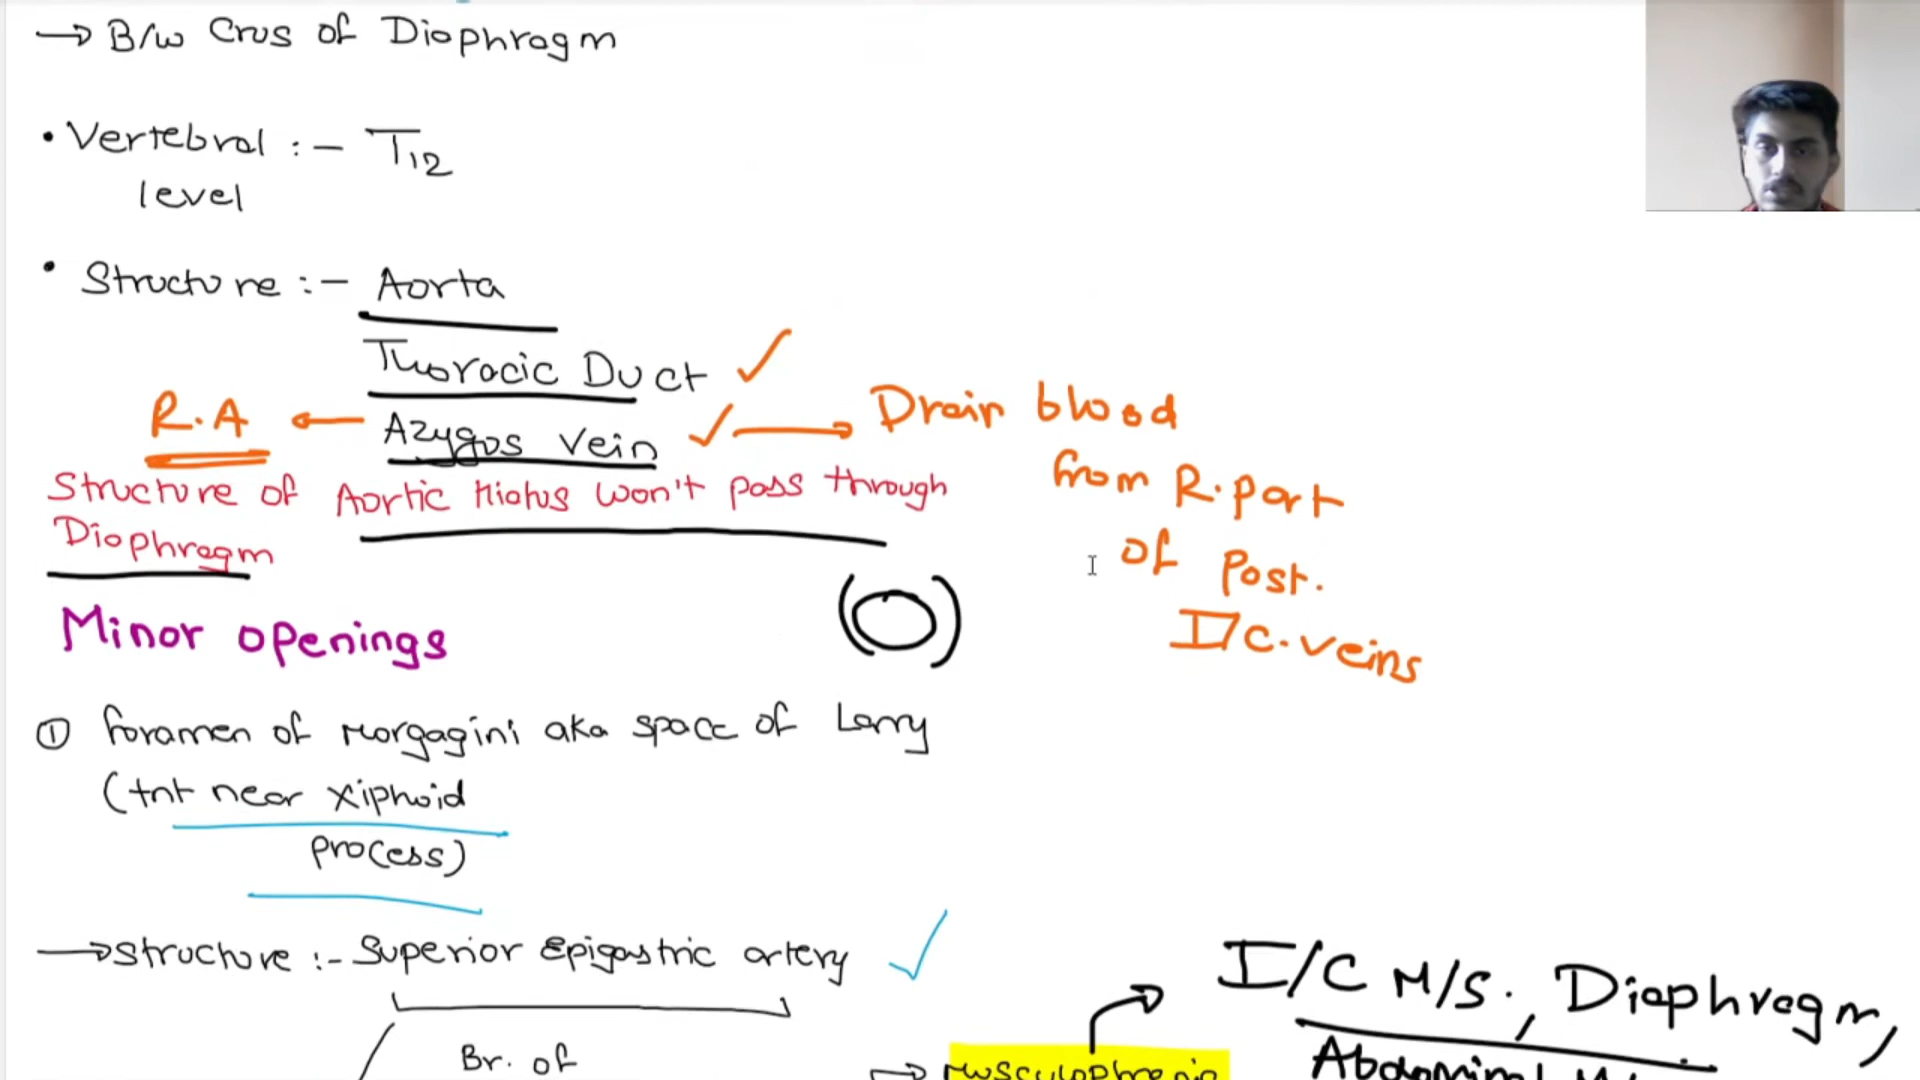 → B/w Crus of Diaphragm
• Vertebral :- T12
level
• Structure :- Aorta
Thoracic Duct ✓
R.A ← Azygos Vein ✓ → Drain blood
from R. part
of Post.
I/C. veins
Structure of Aortic Hiatus won't pass through
Diaphragm
Minor openings
① foramen of Morgagini aka space of Larry
(tnt near xiphoid
process)
→ structure :- Superior Epigastric artery ✓
Br. of
→ musculophrenic
I/C M/S., Diaphragm,
Abdominal